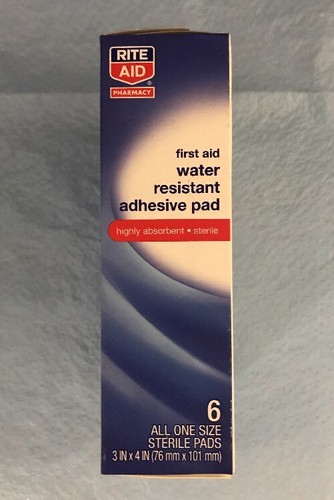 RITE
AID
®
PHARMACY
first aid
water
resistant
adhesive pad
highly absorbent • sterile
6
ALL ONE SIZE
STERILE PADS
3 IN x 4 IN (76 mm x 101 mm)